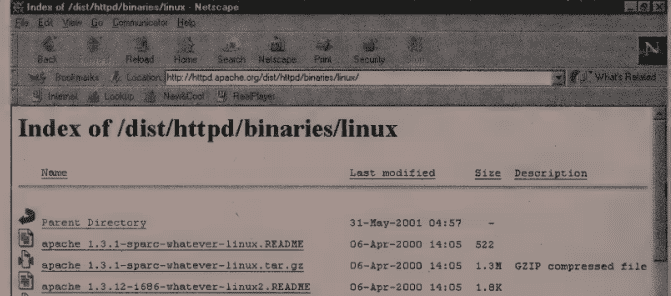 Index of /dist/httpd/binaries/linux - Netscape
File Edit View Go Communicator Help
Back Reload Home Search Netscape Print Security Stop
Bookmarks Location: http://httpd.apache.org/dist/httpd/binaries/linux/ What's Related
Internet Lookup New&Cool RealPlayer
N
Index of /dist/httpd/binaries/linux
Name Last modified Size Description
Parent Directory 31-May-2001 04:57 -
apache 1.3.1-sparc-whatever-linux.README 06-Apr-2000 14:05 522
apache 1.3.1-sparc-whatever-linux.tar.gz 06-Apr-2000 14:05 1.3M GZIP compressed file
apache 1.3.12-i686-whatever-linux2.README 06-Apr-2000 14:05 1.8K